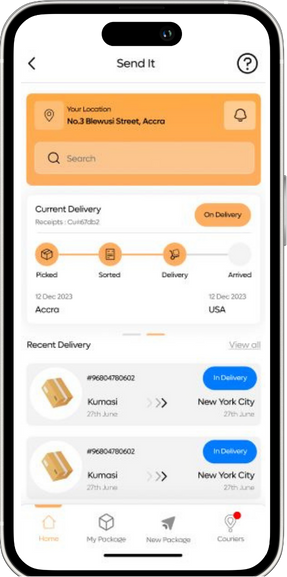 Send It
?
Your Location
No.3 Blewusi Street, Accra
Search
Current Delivery
On Delivery
Receipts : Cum67db2
Picked Sorted Delivery Arrived
12 Dec 2023 12 Dec 2023
Accra USA
Recent Delivery View all
#96804780602 In Delivery
Kumasi >>> New York City
27th June 27th June
#96804780602 In Delivery
Kumasi >>> New York City
27th June 27th June
Home My Package New Package Couriers